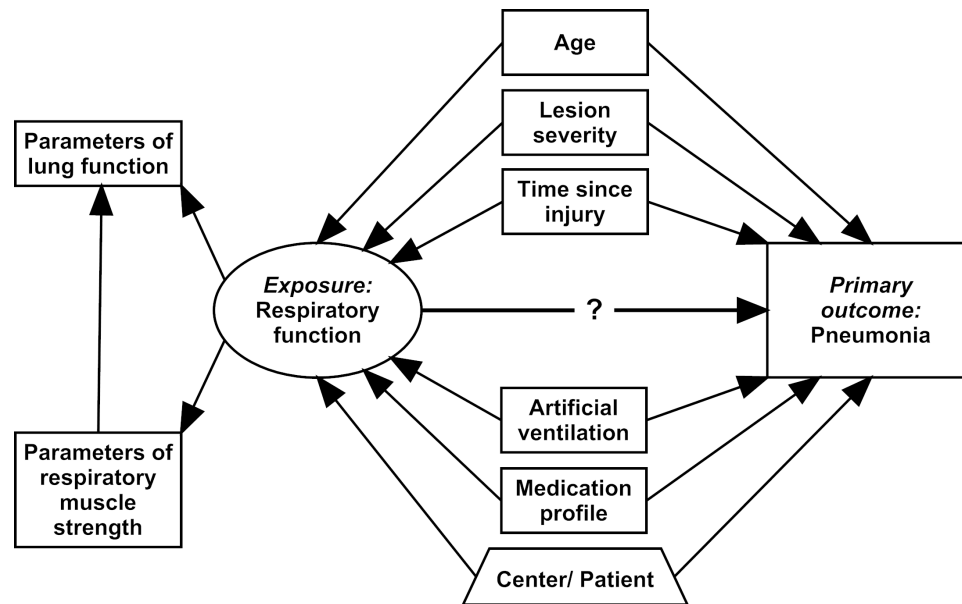 Age
Lesion
severity
Time since
injury
Parameters of
lung function
Exposure:
Respiratory
function
?
Primary
outcome:
Pneumonia
Parameters of
respiratory
muscle
strength
Artificial
ventilation
Medication
profile
Center/ Patient